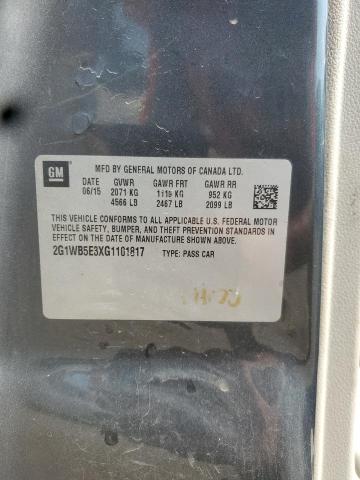 GM
MFD BY GENERAL MOTORS OF CANADA LTD.
DATE GVWR GAWR FRT GAWR RR
06/15 2071 KG 1119 KG 952 KG
4566 LB 2467 LB 2099 LB
THIS VEHICLE CONFORMS TO ALL APPLICABLE U.S. FEDERAL MOTOR
VEHICLE SAFETY, BUMPER, AND THEFT PREVENTION STANDARDS
IN EFFECT ON THE DATE OF MANUFACTURE SHOWN ABOVE.
2G1WB5E3XG1101817 TYPE: PASS CAR